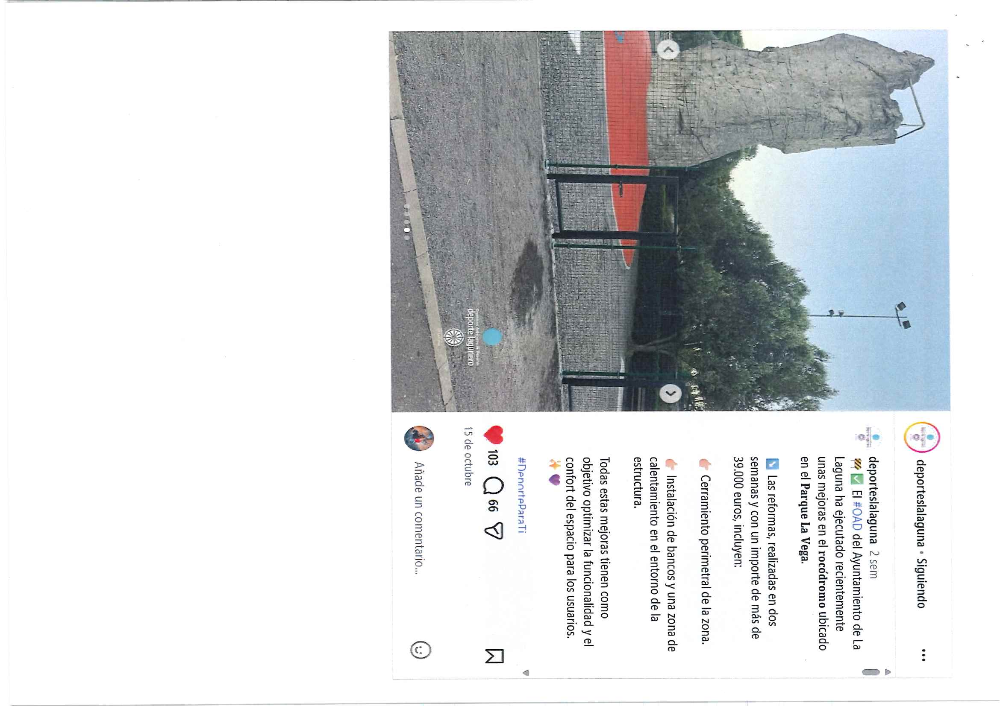 deporteslalaguna • Siguiendo
deporteslalaguna 2 sem
🚧✅ El #OAD del Ayuntamiento de La
Laguna ha ejecutado recientemente
unas mejoras en el rocódromo ubicado
en el Parque La Vega.
↘️ Las reformas, realizadas en dos
semanas y con un importe de más de
39.000 euros, incluyen:
👉 Cerramiento perimetral de la zona.
👉 Instalación de bancos y una zona de
calentamiento en el entorno de la
estructura.
Todas estas mejoras tienen como
objetivo optimizar la funcionalidad y el
confort del espacio para los usuarios.
✨💜
#DeporteParaTi
103 66
15 de octubre
Añade un comentario...
deporte lagunero